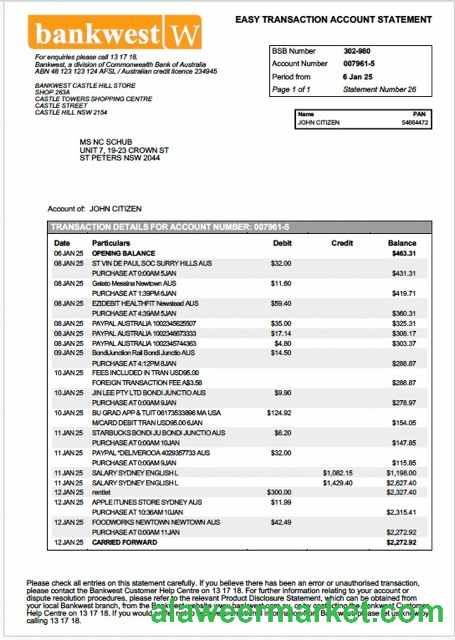 bankwest W
EASY TRANSACTION ACCOUNT STATEMENT
For enquiries please call 13 17 18.
Bankwest, a division of Commonwealth Bank of Australia
ABN 48 123 123 124 AFSL / Australian credit licence 234945
BANKWEST CASTLE HILL STORE
SHOP 263A
CASTLE TOWERS SHOPPING CENTRE
CASTLE STREET
CASTLE HILL NSW 2154
BSB Number 302-980
Account Number 007961-5
Period from 6 Jan 25
Page 1 of 1 Statement Number 26
Name PAN
JOHN CITIZEN 54664472
MS NC SCHUB
UNIT 7, 19-23 CROWN ST
ST PETERS NSW 2044
Account of: JOHN CITIZEN
TRANSACTION DETAILS FOR ACCOUNT NUMBER: 007961-5
Date Particulars Debit Credit Balance
06 JAN 25 OPENING BALANCE $463.31
08 JAN 25 ST VIN DE PAUL SOC SURRY HILLS AUS $32.00
PURCHASE AT 0:00AM 5JAN $431.31
08 JAN 25 Gelato Messina Newtown AUS $11.60
PURCHASE AT 1:39PM 6JAN $419.71
08 JAN 25 EZIDEBT HEALTHFIT Newstead AUS $59.40
PURCHASE AT 4:39AM 5JAN $360.31
08 JAN 25 PAYPAL AUSTRALIA 1002345625507 $35.00 $325.31
08 JAN 25 PAYPAL AUSTRALIA 1002346673333 $17.14 $308.17
08 JAN 25 PAYPAL AUSTRALIA 1002345744363 $4.80 $303.37
09 JAN 25 BondiJunction Rail Bondi Junctio AUS $14.50
PURCHASE AT 4:12PM 8JAN $288.87
10 JAN 25 FEES INCLUDED IN TRAN USD95.00
FOREIGN TRANSACTION FEE A$3.58 $288.87
10 JAN 25 JIN LEE PTY LTD BONDI JUNCTIO AUS $9.90
PURCHASE AT 0:00AM 9JAN $278.97
10 JAN 25 BU GRAD APP & TUIT 06173533898 MA USA $124.92
M/CARD DEBIT TRAN USD95.00 6JAN $154.05
11 JAN 25 STARBUCKS BONDI JU BONDI JUNCTIO AUS $6.20
PURCHASE AT 0:00AM 10JAN $147.85
11 JAN 25 PAYPAL *DELIVEROOA 4029357733 AUS $32.00
PURCHASE AT 0:00AM 9JAN $115.85
11 JAN 25 SALARY SYDNEY ENGLISH L $1,082.15 $1,198.00
11 JAN 25 SALARY SYDNEY ENGLISH L $1,429.40 $2,627.40
12 JAN 25 rentlet $300.00 $2,327.40
12 JAN 25 APPLE ITUNES STORE SYDNEY AUS $11.99
PURCHASE AT 10:36AM 10JAN $2,315.41
12 JAN 25 FOODWORKS NEWTOWN NEWTOWN AUS $42.49
PURCHASE AT 0:00AM 11JAN $2,272.92
12 JAN 25 CARRIED FORWARD $2,272.92
Please check all entries on this statement carefully. If you believe there has been an error or unauthorised transaction,
please contact the Bankwest Customer Help Centre on 13 17 18. For further information relating to your account or
dispute resolution procedures, please refer to the relevant Product Disclosure Statement, which can be obtained from
your local Bankwest branch, from the Bankwest website www.bankwest.com.au or by contacting the Bankwest Customer
Help Centre on 13 17 18. If you would prefer not to receive this information from Bankwest please let us know by
calling 13 17 18.
alaweermarket.com